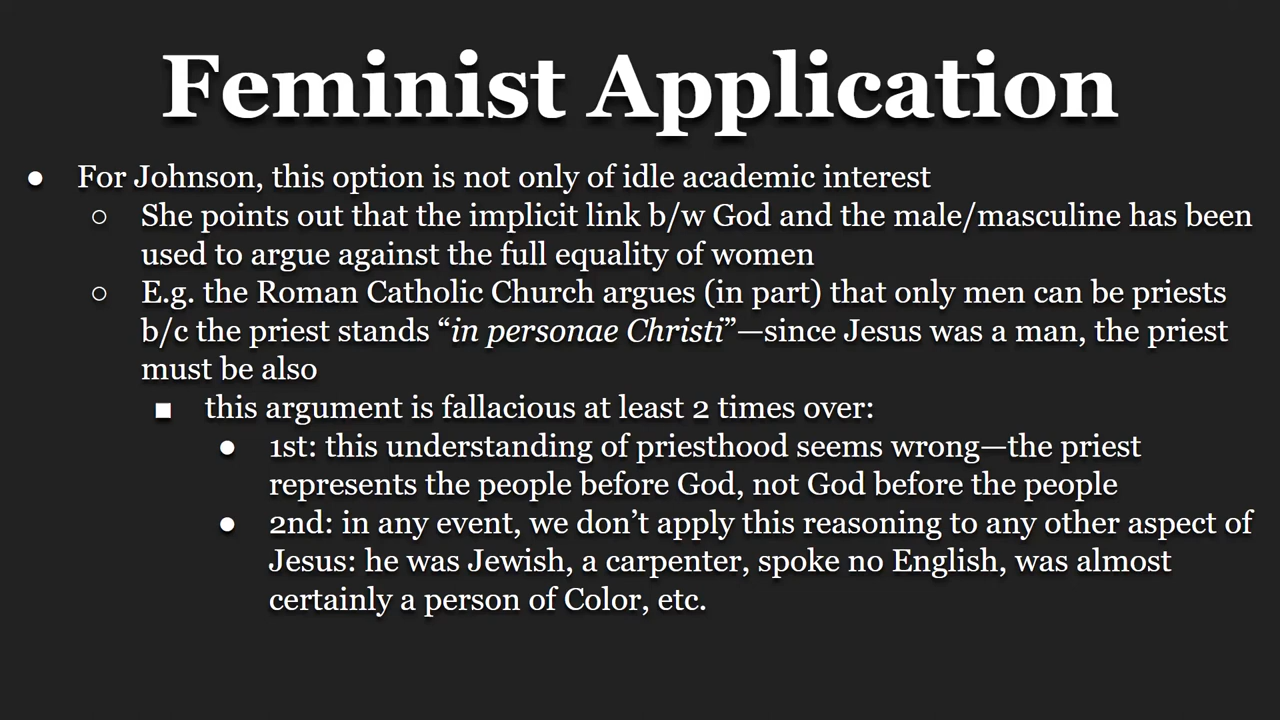 Feminist Application
● For Johnson, this option is not only of idle academic interest
○ She points out that the implicit link b/w God and the male/masculine has been
used to argue against the full equality of women
○ E.g. the Roman Catholic Church argues (in part) that only men can be priests
b/c the priest stands “in personae Christi”—since Jesus was a man, the priest
must be also
■ this argument is fallacious at least 2 times over:
● 1st: this understanding of priesthood seems wrong—the priest
represents the people before God, not God before the people
● 2nd: in any event, we don’t apply this reasoning to any other aspect of
Jesus: he was Jewish, a carpenter, spoke no English, was almost
certainly a person of Color, etc.